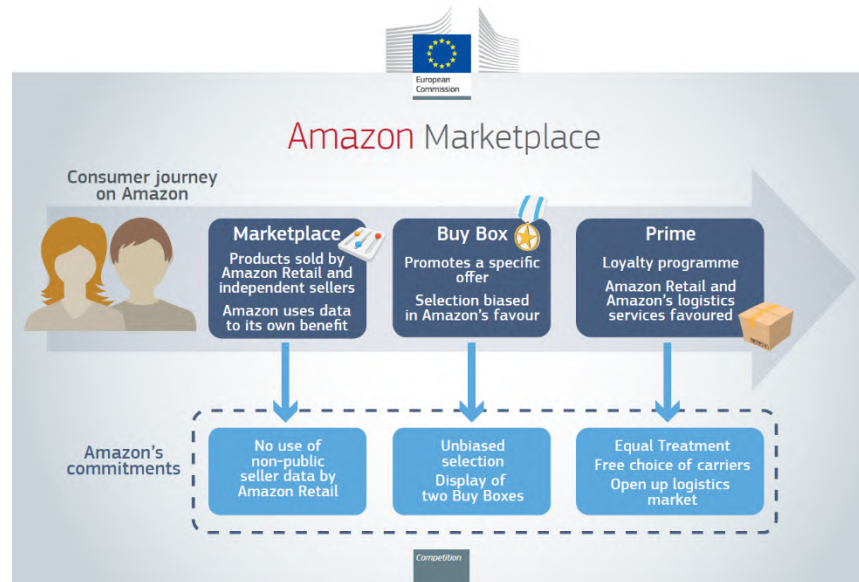 European
Commission
Amazon Marketplace
Consumer journey
on Amazon
Marketplace
Products sold by
Amazon Retail and
independent sellers
Amazon uses data
to its own benefit
Buy Box
Promotes a specific
offer
Selection biased
in Amazon's favour
Prime
Loyalty programme
Amazon Retail and
Amazon's logistics
services favoured
Amazon's
commitments
No use of
non-public
seller data by
Amazon Retail
Unbiased
selection
Display of
two Buy Boxes
Equal Treatment
Free choice of carriers
Open up logistics
market
Competition